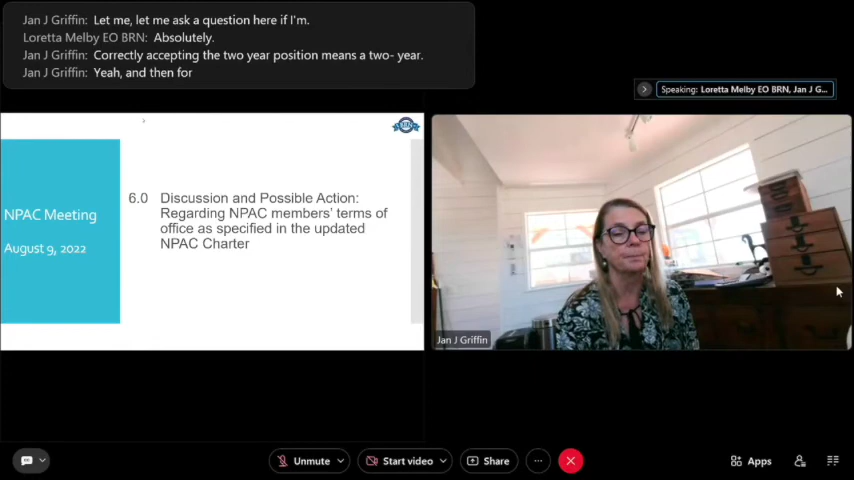 Jan J Griffin: Let me, let me ask a question here if I'm.
Loretta Melby EO BRN: Absolutely.
Jan J Griffin: Correctly accepting the two year position means a two- year.
Jan J Griffin: Yeah, and then for
Speaking: Loretta Melby EO BRN, Jan J G...
NPAC Meeting
August 9, 2022
6.0 Discussion and Possible Action:
Regarding NPAC members' terms of
office as specified in the updated
NPAC Charter
Jan J Griffin
Unmute
Start video
Share
Apps